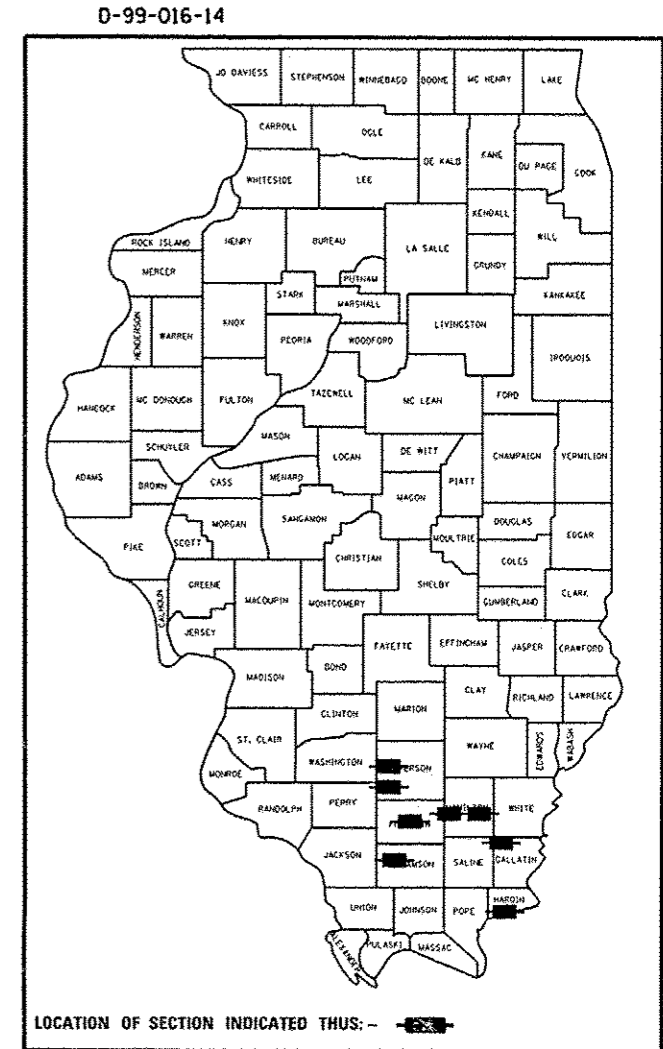 D-99-016-14
JO DAVIESS STEPHENSON WINNEBAGO BOONE MC HENRY LAKE
CARROLL OGLE DE KALB KANE DU PAGE COOK
WHITESIDE LEE
KENDALL WILL
ROCK ISLAND HENRY BUREAU LA SALLE
MERCER PUTNAM GRUNDY
STARK MARSHALL KANKAKEE
HENDERSON WARREN KNOX PEORIA WOODFORD LIVINGSTON IROQUOIS
HANCOCK MC DONOUGH FULTON TAZEWELL MC LEAN FORD
MASON
SCHUYLER LOGAN DE WITT CHAMPAIGN VERMILION
ADAMS BROWN CASS MENARD PIATT
MACON
MORGAN SANGAMON DOUGLAS
PIKE SCOTT MOULTRIE EDGAR
CHRISTIAN COLES
GREENE SHELBY
CALHOUN MACOUPIN MONTGOMERY CUMBERLAND CLARK
JERSEY
FAYETTE EFFINGHAM JASPER CRAWFORD
MADISON BOND
CLAY RICHLAND LAWRENCE
CLINTON MARION
ST. CLAIR WAYNE EDWARDS WABASH
WASHINGTON ERSON
MONROE
RANDOLPH PERRY WHITE
JACKSON AMSON SALINE GALLATIN
UNION JOHNSON POPE HARDIN
ALEXANDER PULASKI MASSAC
LOCATION OF SECTION INDICATED THUS:-